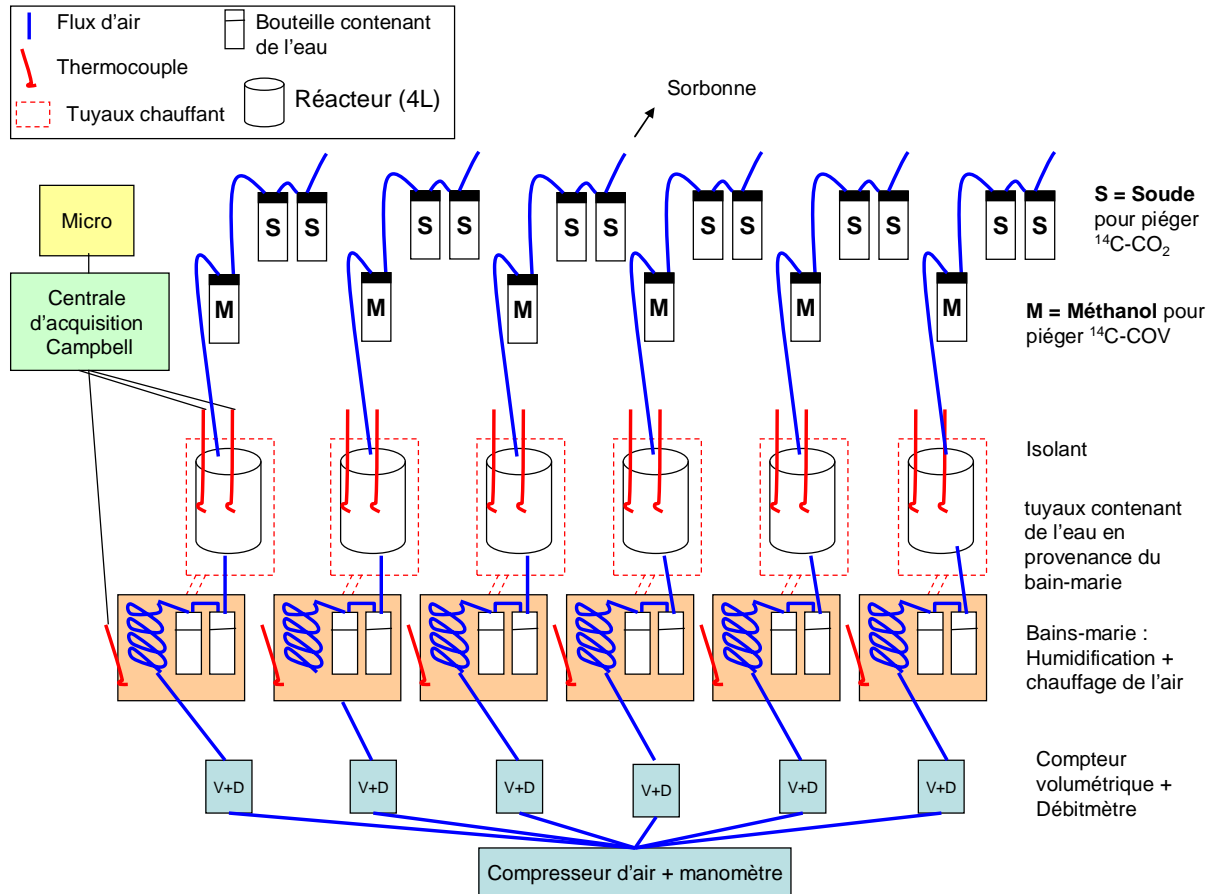 Flux d'air
Bouteille contenant
de l'eau
Thermocouple
Tuyaux chauffant
Réacteur (4L)
Sorbonne
S S S S S S S S S S S S
S = Soude
pour piéger
¹⁴C-CO₂
Micro
Centrale
d'acquisition
Campbell
M M M M M M
M = Méthanol pour
piéger ¹⁴C-COV
Isolant
tuyaux contenant
de l'eau en
provenance du
bain-marie
Bains-marie :
Humidification +
chauffage de l'air
V+D V+D V+D V+D V+D V+D
Compteur
volumétrique +
Débitmètre
Compresseur d'air + manomètre